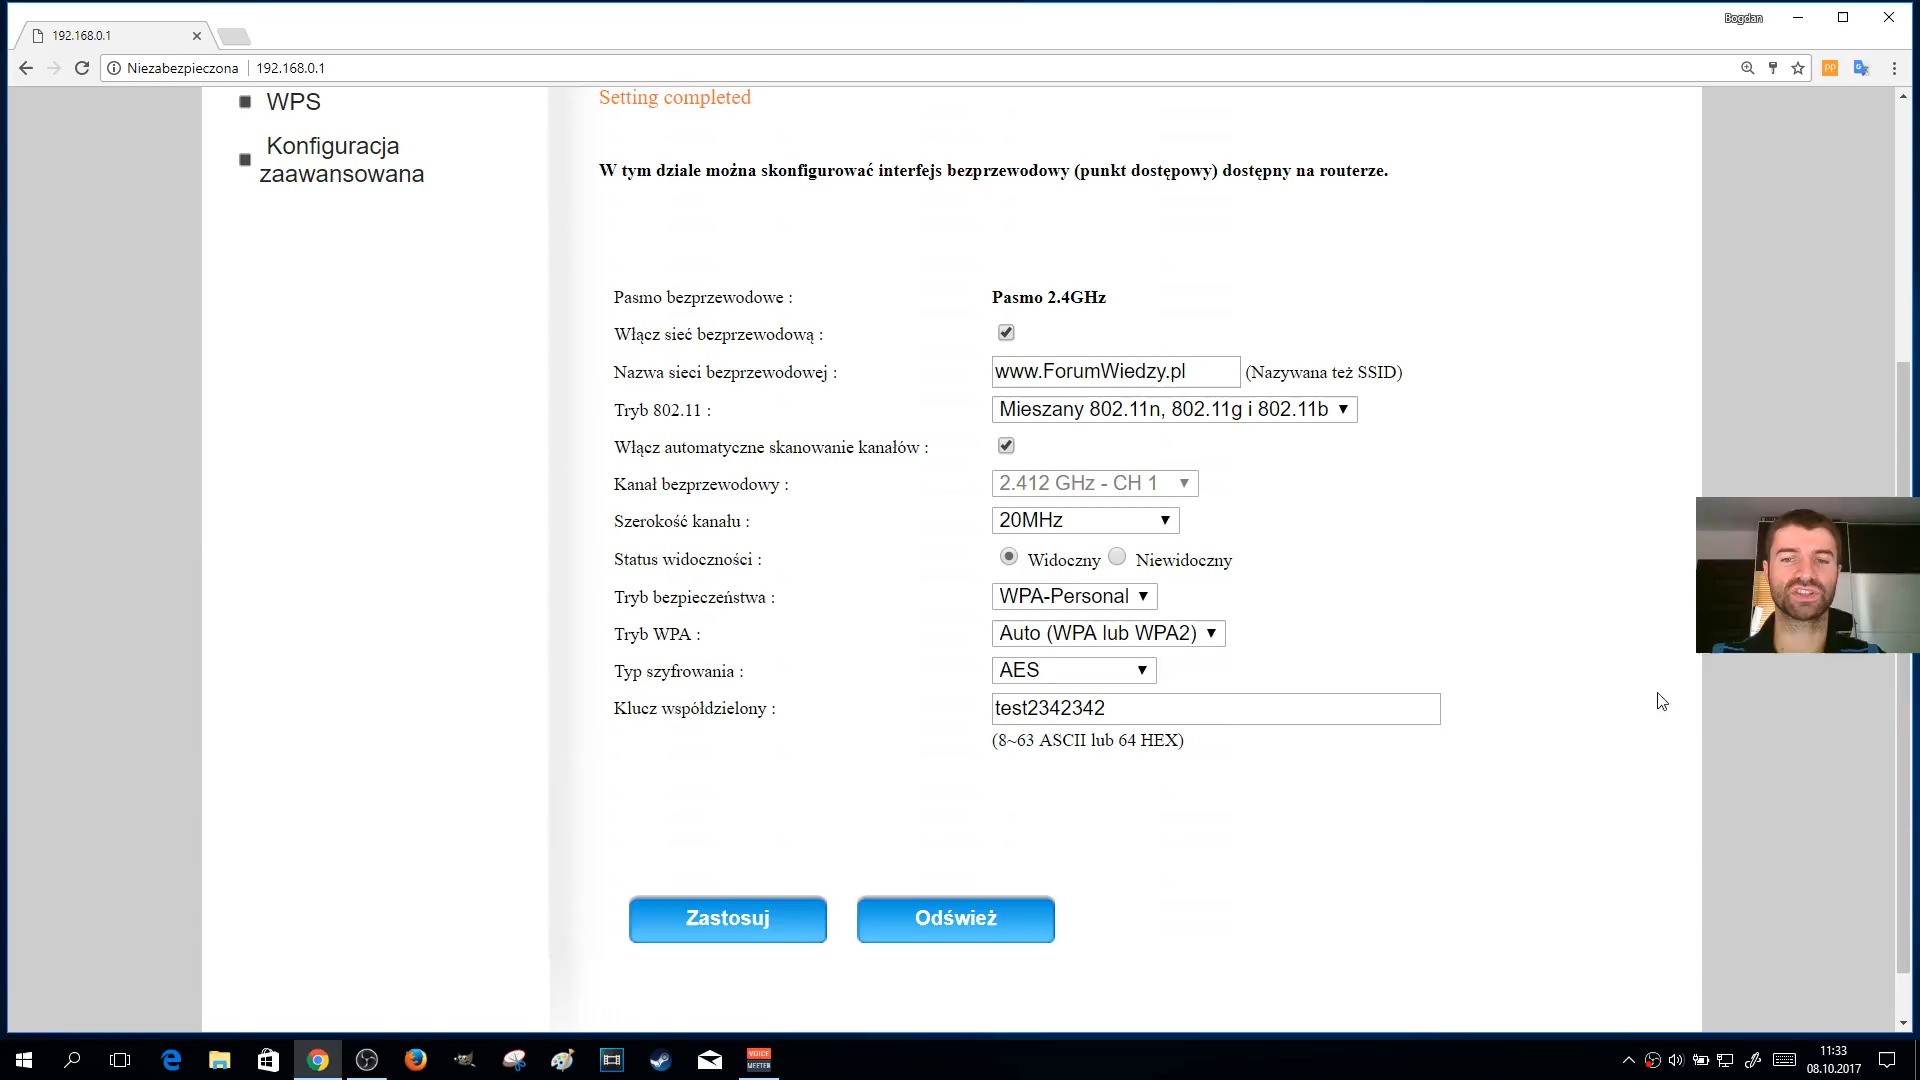 Bogdan
192.168.0.1
Niezabezpieczona
192.168.0.1
PP
WPS
Konfiguracja
zaawansowana
Setting completed
W tym dziale można skonfigurować interfejs bezprzewodowy (punkt dostępowy) dostępny na routerze.
Pasmo bezprzewodowe : Pasmo 2.4GHz
Włącz sieć bezprzewodową :
Nazwa sieci bezprzewodowej : www.ForumWiedzy.pl (Nazywana też SSID)
Tryb 802.11 : Mieszany 802.11n, 802.11g i 802.11b
Włącz automatyczne skanowanie kanałów :
Kanał bezprzewodowy : 2.412 GHz - CH 1
Szerokość kanału : 20MHz
Status widoczności : Widoczny Niewidoczny
Tryb bezpieczeństwa : WPA-Personal
Tryb WPA : Auto (WPA lub WPA2)
Typ szyfrowania : AES
Klucz współdzielony : test2342342
(8~63 ASCII lub 64 HEX)
Zastosuj Odśwież
VOICE
MEETER
11:33
08.10.2017